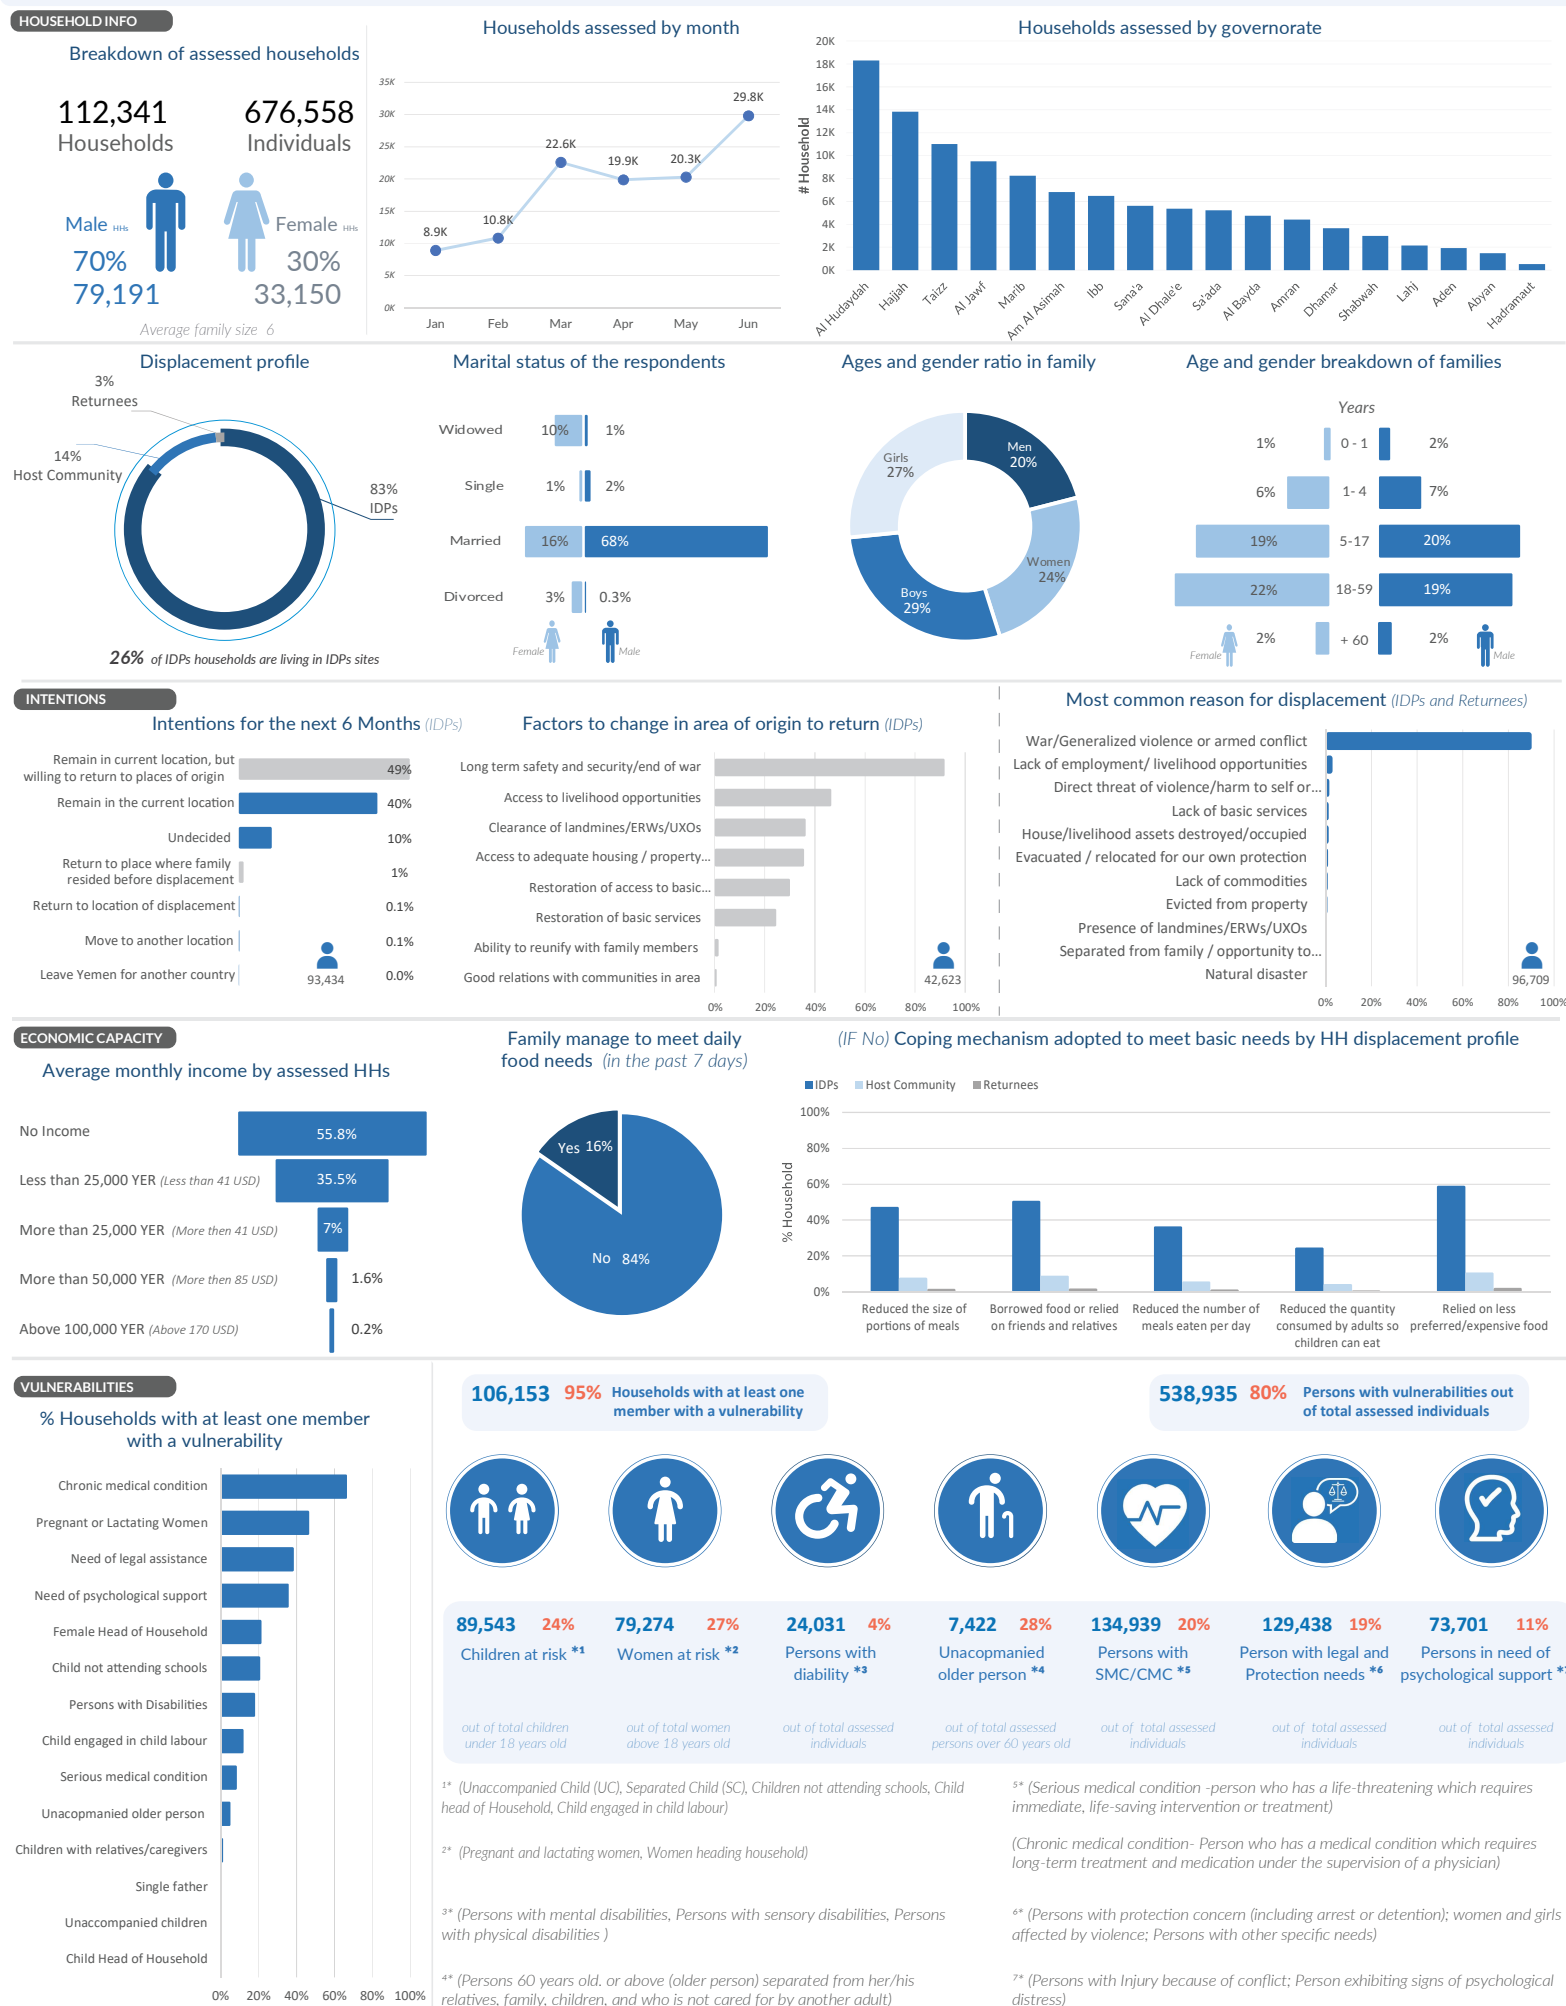 HOUSEHOLD INFO
Breakdown of assessed households
112,341
Households
676,558
Individuals
Male HHs
70%
79,191
Female HHs
30%
33,150
Average family size 6
Households assessed by month
35K
30K
25K
20K
15K
10K
5K
0K
8.9K
10.8K
22.6K
19.9K
20.3K
29.8K
Jan
Feb
Mar
Apr
May
Jun
Households assessed by governorate
# Household
20K
18K
16K
14K
12K
10K
8K
6K
4K
2K
0K
Al Hudaydah
Hajjah
Taizz
Al Jawf
Marib
Am Al Asimah
Ibb
Sana'a
Al Dhale'e
Sa'ada
Al Bayda
Amran
Dhamar
Shabwah
Lahj
Aden
Abyan
Hadramaut
Displacement profile
3%
Returnees
14%
Host Community
83%
IDPs
26% of IDPs households are living in IDPs sites
Marital status of the respondents
Widowed 10% 1%
Single 1% 2%
Married 16% 68%
Divorced 3% 0.3%
Female Male
Ages and gender ratio in family
Men
20%
Women
24%
Boys
29%
Girls
27%
Age and gender breakdown of families
Years
1% 0 - 1 2%
6% 1- 4 7%
19% 5-17 20%
22% 18-59 19%
2% + 60 2%
Female Male
INTENTIONS
Intentions for the next 6 Months (IDPs)
Remain in current location, but
willing to return to places of origin 49%
Remain in the current location 40%
Undecided 10%
Return to place where family
resided before displacement 1%
Return to location of displacement 0.1%
Move to another location 0.1%
Leave Yemen for another country 0.0%
93,434
Factors to change in area of origin to return (IDPs)
Long term safety and security/end of war
Access to livelihood opportunities
Clearance of landmines/ERWs/UXOs
Access to adequate housing / property...
Restoration of access to basic...
Restoration of basic services
Ability to reunify with family members
Good relations with communities in area
42,623
0% 20% 40% 60% 80% 100%
Most common reason for displacement (IDPs and Returnees)
War/Generalized violence or armed conflict
Lack of employment/ livelihood opportunities
Direct threat of violence/harm to self or...
Lack of basic services
House/livelihood assets destroyed/occupied
Evacuated / relocated for our own protection
Lack of commodities
Evicted from property
Presence of landmines/ERWs/UXOs
Separated from family / opportunity to...
Natural disaster
96,709
0% 20% 40% 60% 80% 100%
ECONOMIC CAPACITY
Average monthly income by assessed HHs
No Income 55.8%
Less than 25,000 YER (Less than 41 USD) 35.5%
More than 25,000 YER (More then 41 USD) 7%
More than 50,000 YER (More then 85 USD) 1.6%
Above 100,000 YER (Above 170 USD) 0.2%
Family manage to meet daily
food needs (in the past 7 days)
Yes 16%
No 84%
(IF No) Coping mechanism adopted to meet basic needs by HH displacement profile
IDPs Host Community Returnees
% Household
100%
80%
60%
40%
20%
0%
Reduced the size of
portions of meals
Borrowed food or relied
on friends and relatives
Reduced the number of
meals eaten per day
Reduced the quantity
consumed by adults so
children can eat
Relied on less
preferred/expensive food
VULNERABILITIES
% Households with at least one member
with a vulnerability
Chronic medical condition
Pregnant or Lactating Women
Need of legal assistance
Need of psychological support
Female Head of Household
Child not attending schools
Persons with Disabilities
Child engaged in child labour
Serious medical condition
Unacopmanied older person
Children with relatives/caregivers
Single father
Unaccompanied children
Child Head of Household
0% 20% 40% 60% 80% 100%
106,153 95% Households with at least one
member with a vulnerability
538,935 80% Persons with vulnerabilities out
of total assessed individuals
89,543 24%
Children at risk *1
out of total children
under 18 years old
79,274 27%
Women at risk *2
out of total women
above 18 years old
24,031 4%
Persons with
diability *3
out of total assessed
individuals
7,422 28%
Unacopmanied
older person *4
out of total assessed
persons over 60 years old
134,939 20%
Persons with
SMC/CMC *5
out of total assessed
individuals
129,438 19%
Person with legal and
Protection needs *6
out of total assessed
individuals
73,701 11%
Persons in need of
psychological support *
out of total assessed
individuals
1* (Unaccompanied Child (UC), Separated Child (SC), Children not attending schools, Child
head of Household, Child engaged in child labour)
2* (Pregnant and lactating women, Women heading household)
3* (Persons with mental disabilities, Persons with sensory disabilities, Persons
with physical disabilities )
4* (Persons 60 years old. or above (older person) separated from her/his
relatives, family, children, and who is not cared for by another adult)
5* (Serious medical condition -person who has a life-threatening which requires
immediate, life-saving intervention or treatment)
(Chronic medical condition- Person who has a medical condition which requires
long-term treatment and medication under the supervision of a physician)
6* (Persons with protection concern (including arrest or detention); women and girls
affected by violence; Persons with other specific needs)
7* (Persons with Injury because of conflict; Person exhibiting signs of psychological
distress)